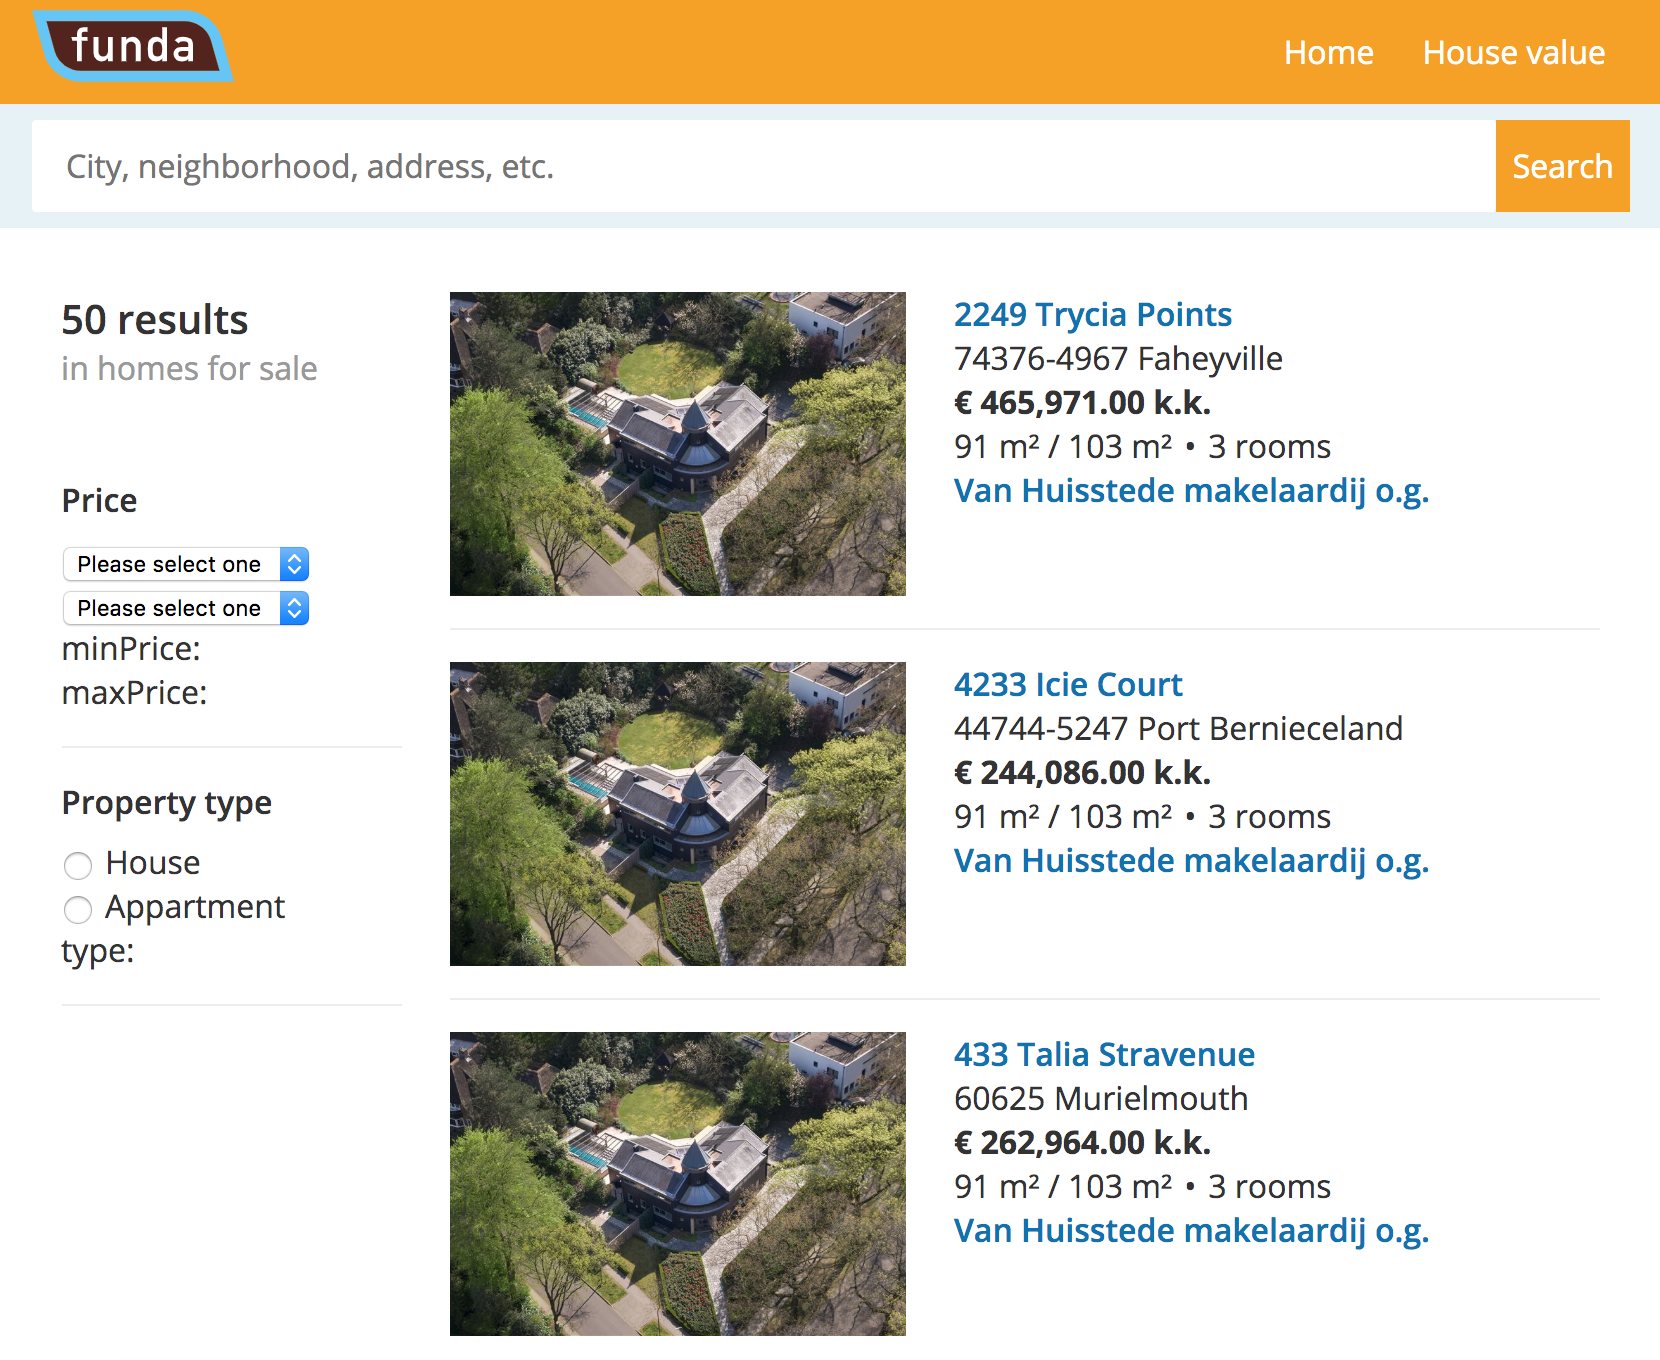 funda
Home
House value
City, neighborhood, address, etc.
Search
50 results
in homes for sale
Price
Please select one
Please select one
minPrice:
maxPrice:
Property type
House
Appartment
type:
2249 Trycia Points
74376-4967 Faheyville
€ 465,971.00 k.k.
91 m² / 103 m² • 3 rooms
Van Huisstede makelaardij o.g.
4233 Icie Court
44744-5247 Port Bernieceland
€ 244,086.00 k.k.
91 m² / 103 m² • 3 rooms
Van Huisstede makelaardij o.g.
433 Talia Stravenue
60625 Murielmouth
€ 262,964.00 k.k.
91 m² / 103 m² • 3 rooms
Van Huisstede makelaardij o.g.